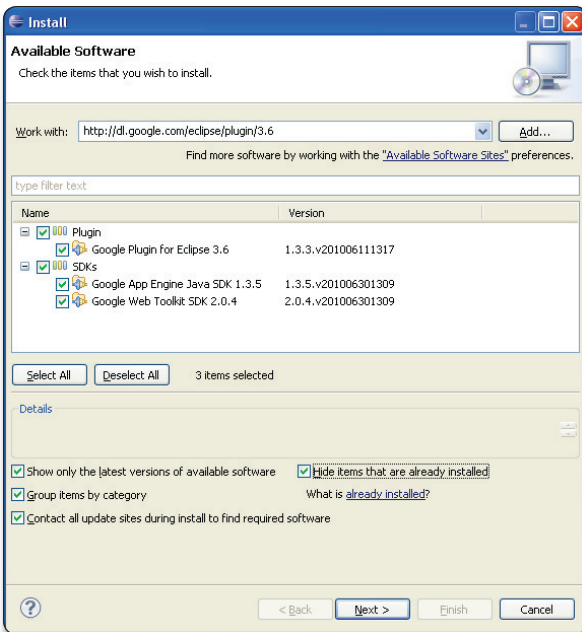 Install
Available Software
Check the items that you wish to install.
Work with: http://dl.google.com/eclipse/plugin/3.6 Add...
Find more software by working with the "Available Software Sites" preferences.
type filter text
Name Version
Plugin
Google Plugin for Eclipse 3.6 1.3.3.v201006111317
SDKs
Google App Engine Java SDK 1.3.5 1.3.5.v201006301309
Google Web Toolkit SDK 2.0.4 2.0.4.v201006301309
Select All Deselect All 3 items selected
Details
Show only the latest versions of available software Hide items that are already installed
Group items by category What is already installed?
Contact all update sites during install to find required software
? < Back Next > Finish Cancel